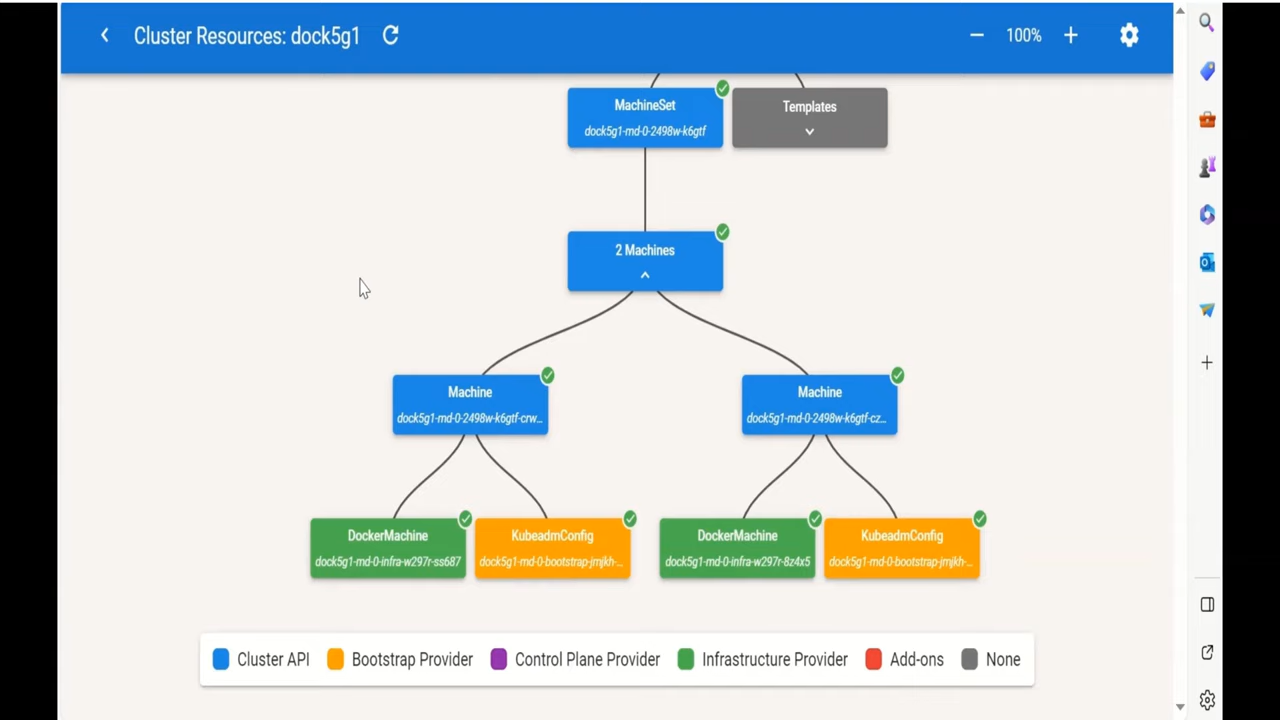 Cluster Resources: dock5g1
100%
MachineSet
dock5g1-md-0-2498w-k6gtf
Templates
2 Machines
Machine
dock5g1-md-0-2498w-k6gtf-crw...
Machine
dock5g1-md-0-2498w-k6gtf-cz...
DockerMachine
dock5g1-md-0-infra-w297r-ss687
KubeadmConfig
dock5g1-md-0-bootstrap-jmjkh-...
DockerMachine
dock5g1-md-0-infra-w297r-8z4x5
KubeadmConfig
dock5g1-md-0-bootstrap-jmjkh-...
Cluster API Bootstrap Provider Control Plane Provider Infrastructure Provider Add-ons None